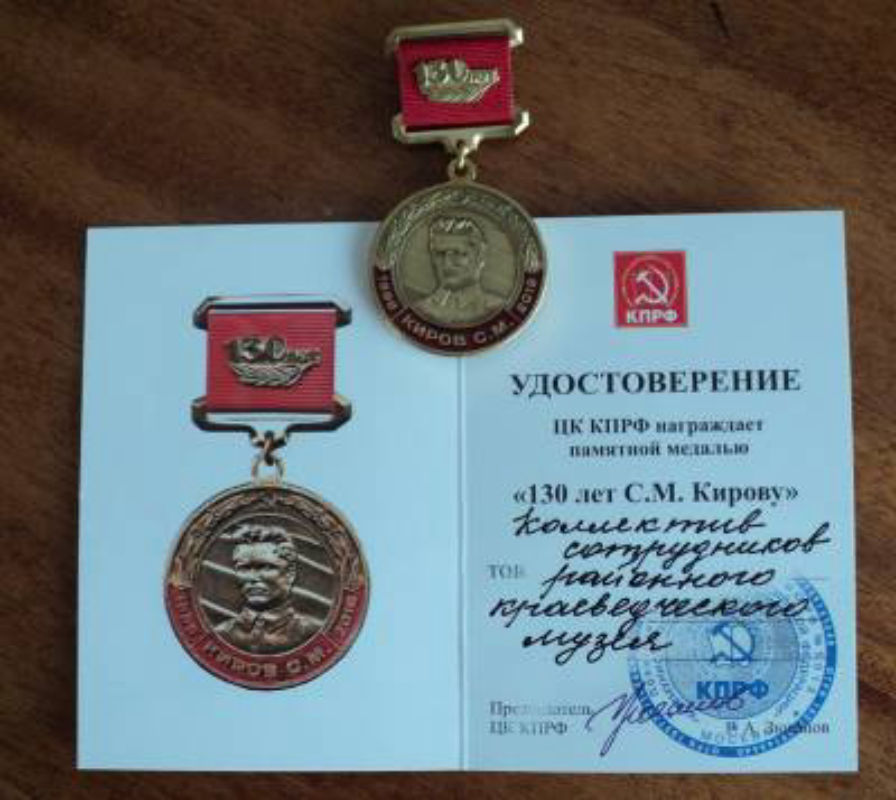 130 лет
1886 КИРОВ С.М. 2016
130 лет
1886 КИРОВ С.М. 2016
КПРФ
УДОСТОВЕРЕНИЕ
ЦК КПРФ награждает
памятной медалью
«130 лет С.М. Кирову»
Коллектив
сотрудников
ТОВ. районного
краеведческого
музея
КПРФ
МОСКВА
Председатель
ЦК КПРФ
Г.А. Зюганов